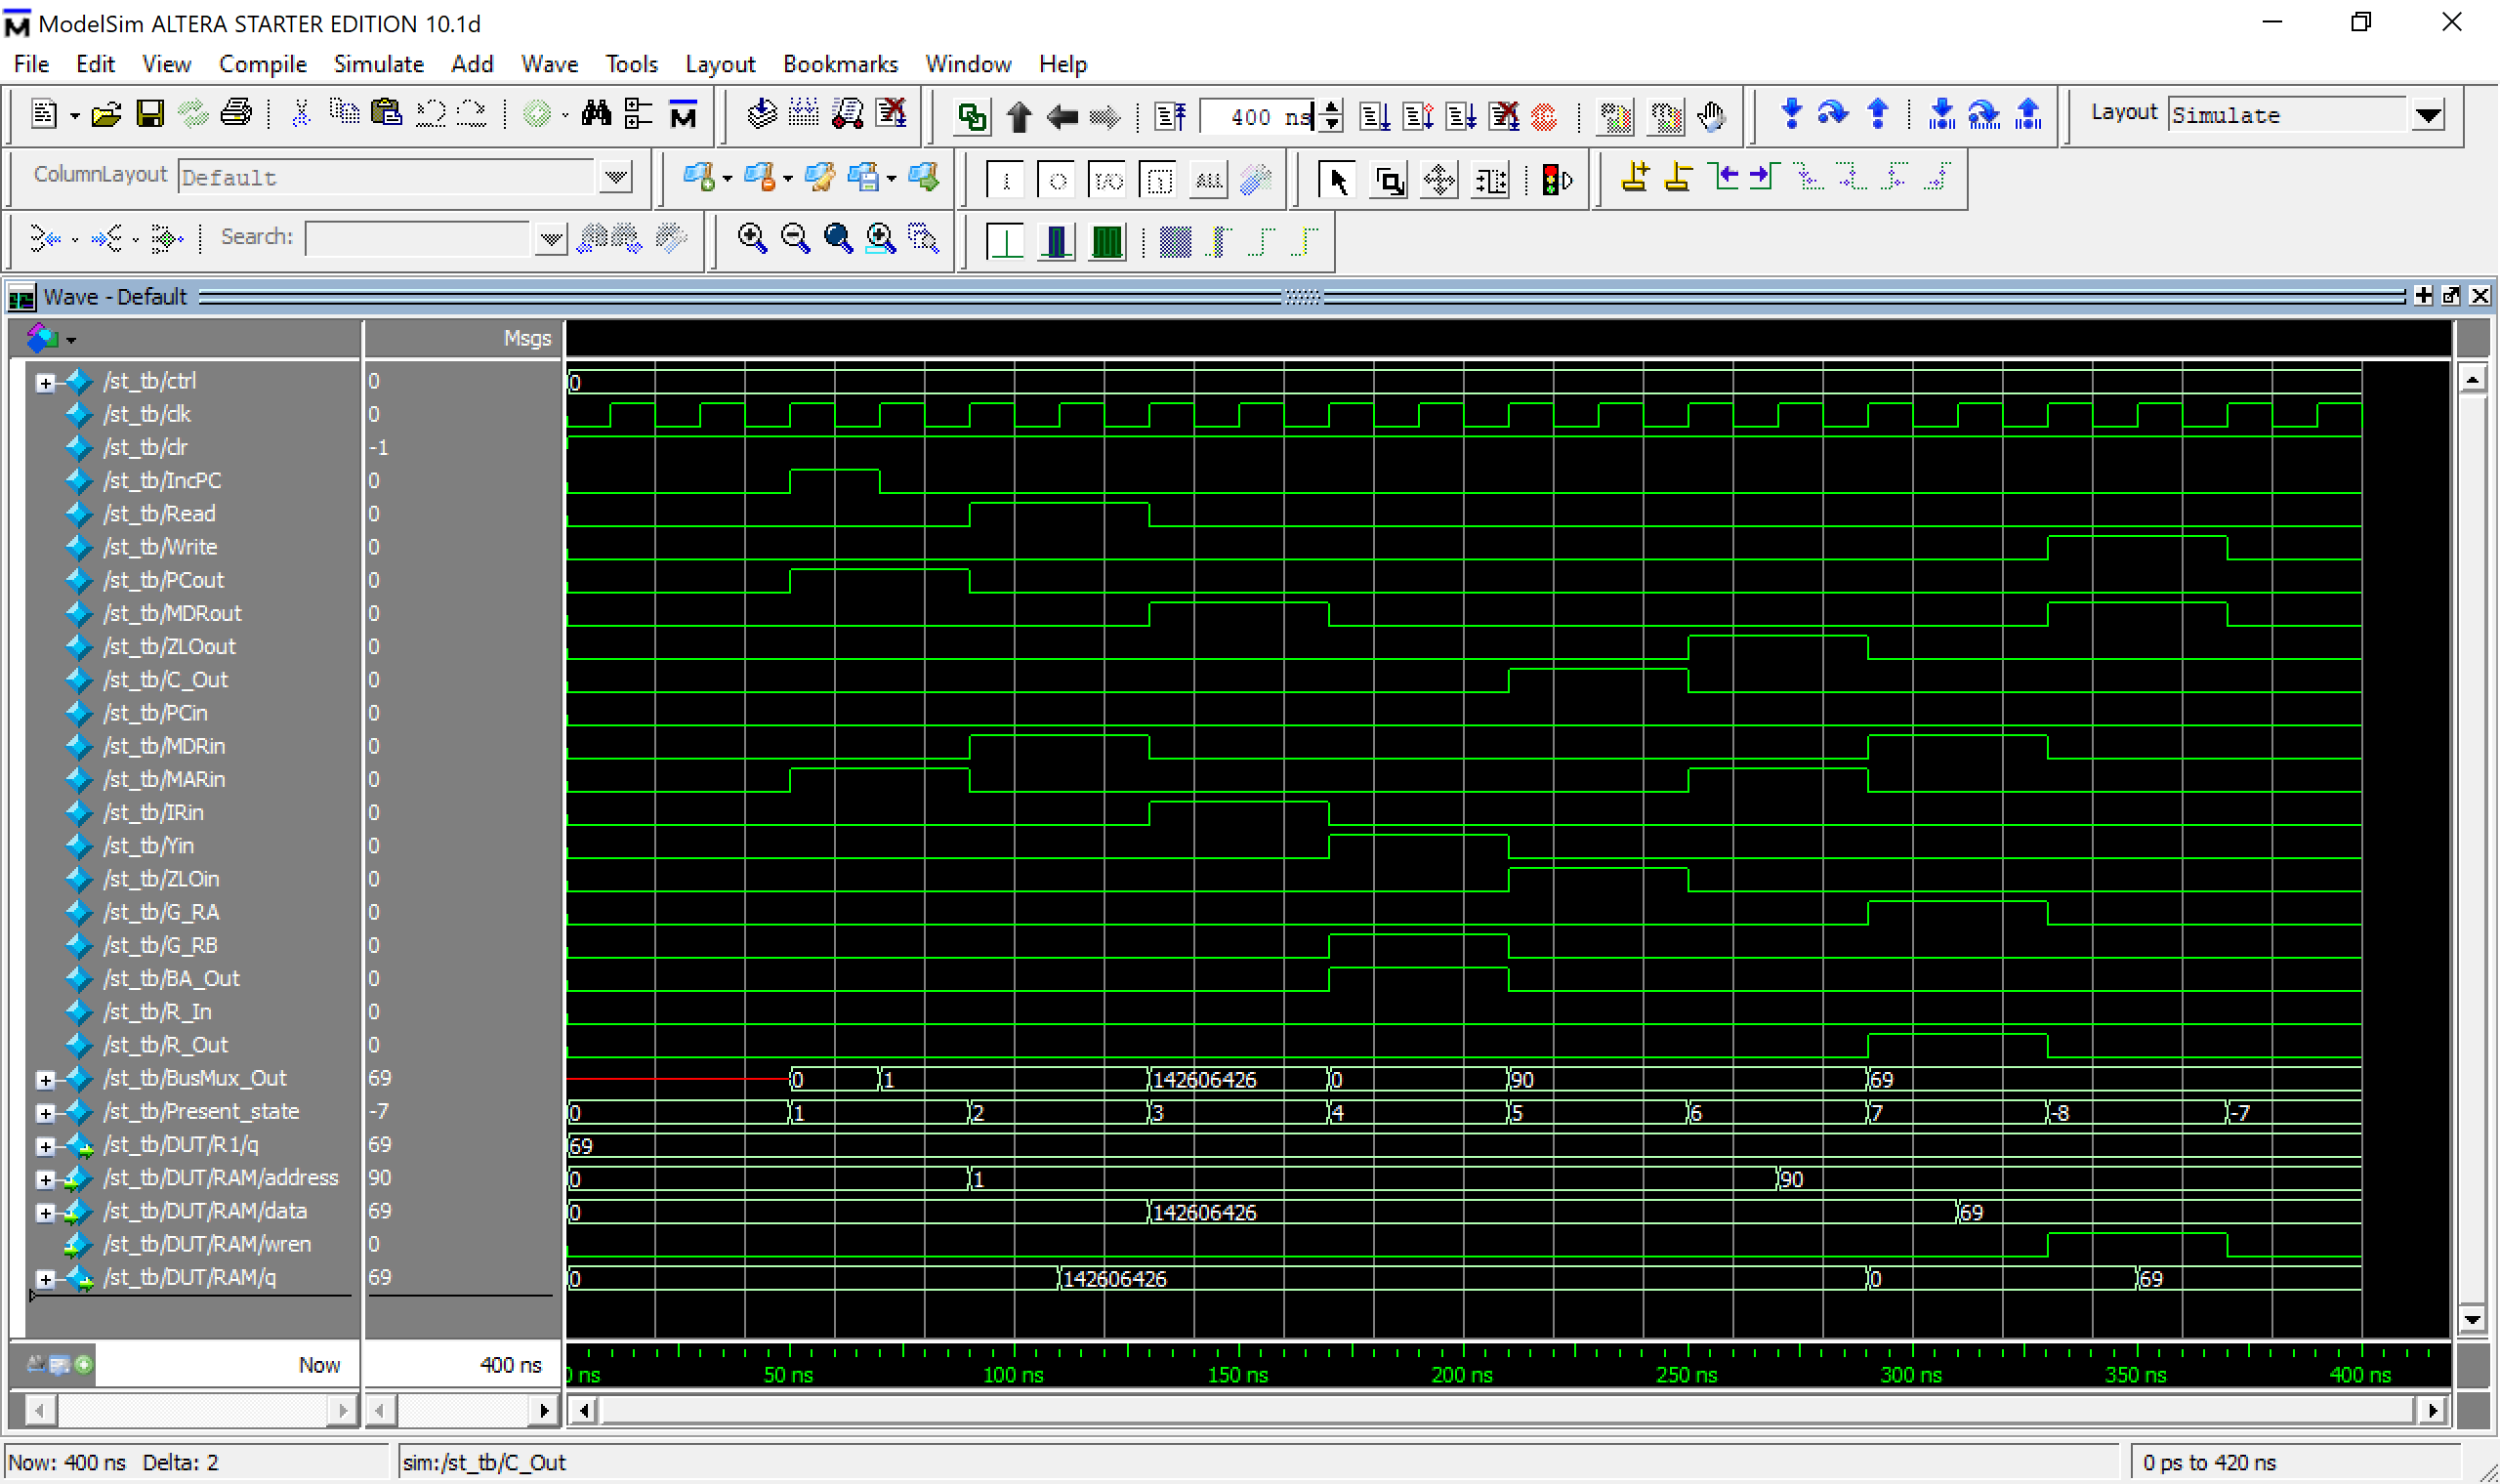 ModelSim ALTERA STARTER EDITION 10.1d
File Edit View Compile Simulate Add Wave Tools Layout Bookmarks Window Help
400 ns Layout Simulate
ColumnLayout Default I O I/O ALL
Search:
Wave - Default
Msgs
/st_tb/ctrl 0 0
/st_tb/clk 0
/st_tb/clr -1
/st_tb/IncPC 0
/st_tb/Read 0
/st_tb/Write 0
/st_tb/PCout 0
/st_tb/MDRout 0
/st_tb/ZLOout 0
/st_tb/C_Out 0
/st_tb/PCin 0
/st_tb/MDRin 0
/st_tb/MARin 0
/st_tb/IRin 0
/st_tb/Yin 0
/st_tb/ZLOin 0
/st_tb/G_RA 0
/st_tb/G_RB 0
/st_tb/BA_Out 0
/st_tb/R_In 0
/st_tb/R_Out 0
/st_tb/BusMux_Out 69 0 1 142606426 0 90 69
/st_tb/Present_state -7 0 1 2 3 4 5 6 7 -8 -7
/st_tb/DUT/R1/q 69 69
/st_tb/DUT/RAM/address 90 0 1 90
/st_tb/DUT/RAM/data 69 0 142606426 69
/st_tb/DUT/RAM/wren 0
/st_tb/DUT/RAM/q 69 0 142606426 0 69
Now 400 ns 0 ns 50 ns 100 ns 150 ns 200 ns 250 ns 300 ns 350 ns 400 ns
Now: 400 ns Delta: 2 sim:/st_tb/C_Out 0 ps to 420 ns